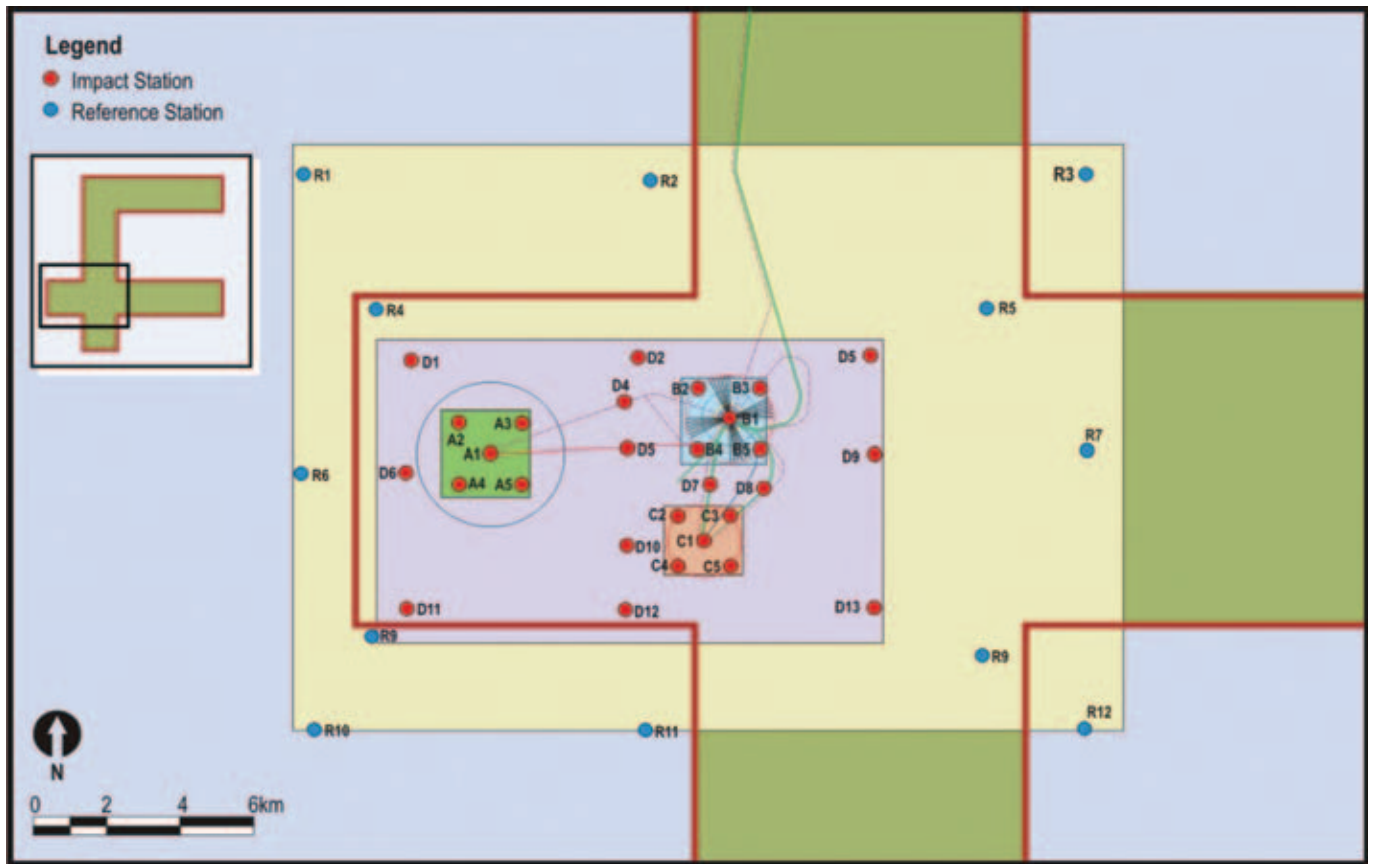 Legend
Impact Station
Reference Station
R1
R2
R3
R4
R5
D1
D2
D5
D4
B2
B3
A3
A2
B1
A1
D5
B4
B5
D9
R7
R6
D6
A4
A5
D7
D8
C2
C3
C1
D10
C4
C5
D11
D12
D13
R9
R9
R10
R11
R12
N
0 2 4 6km